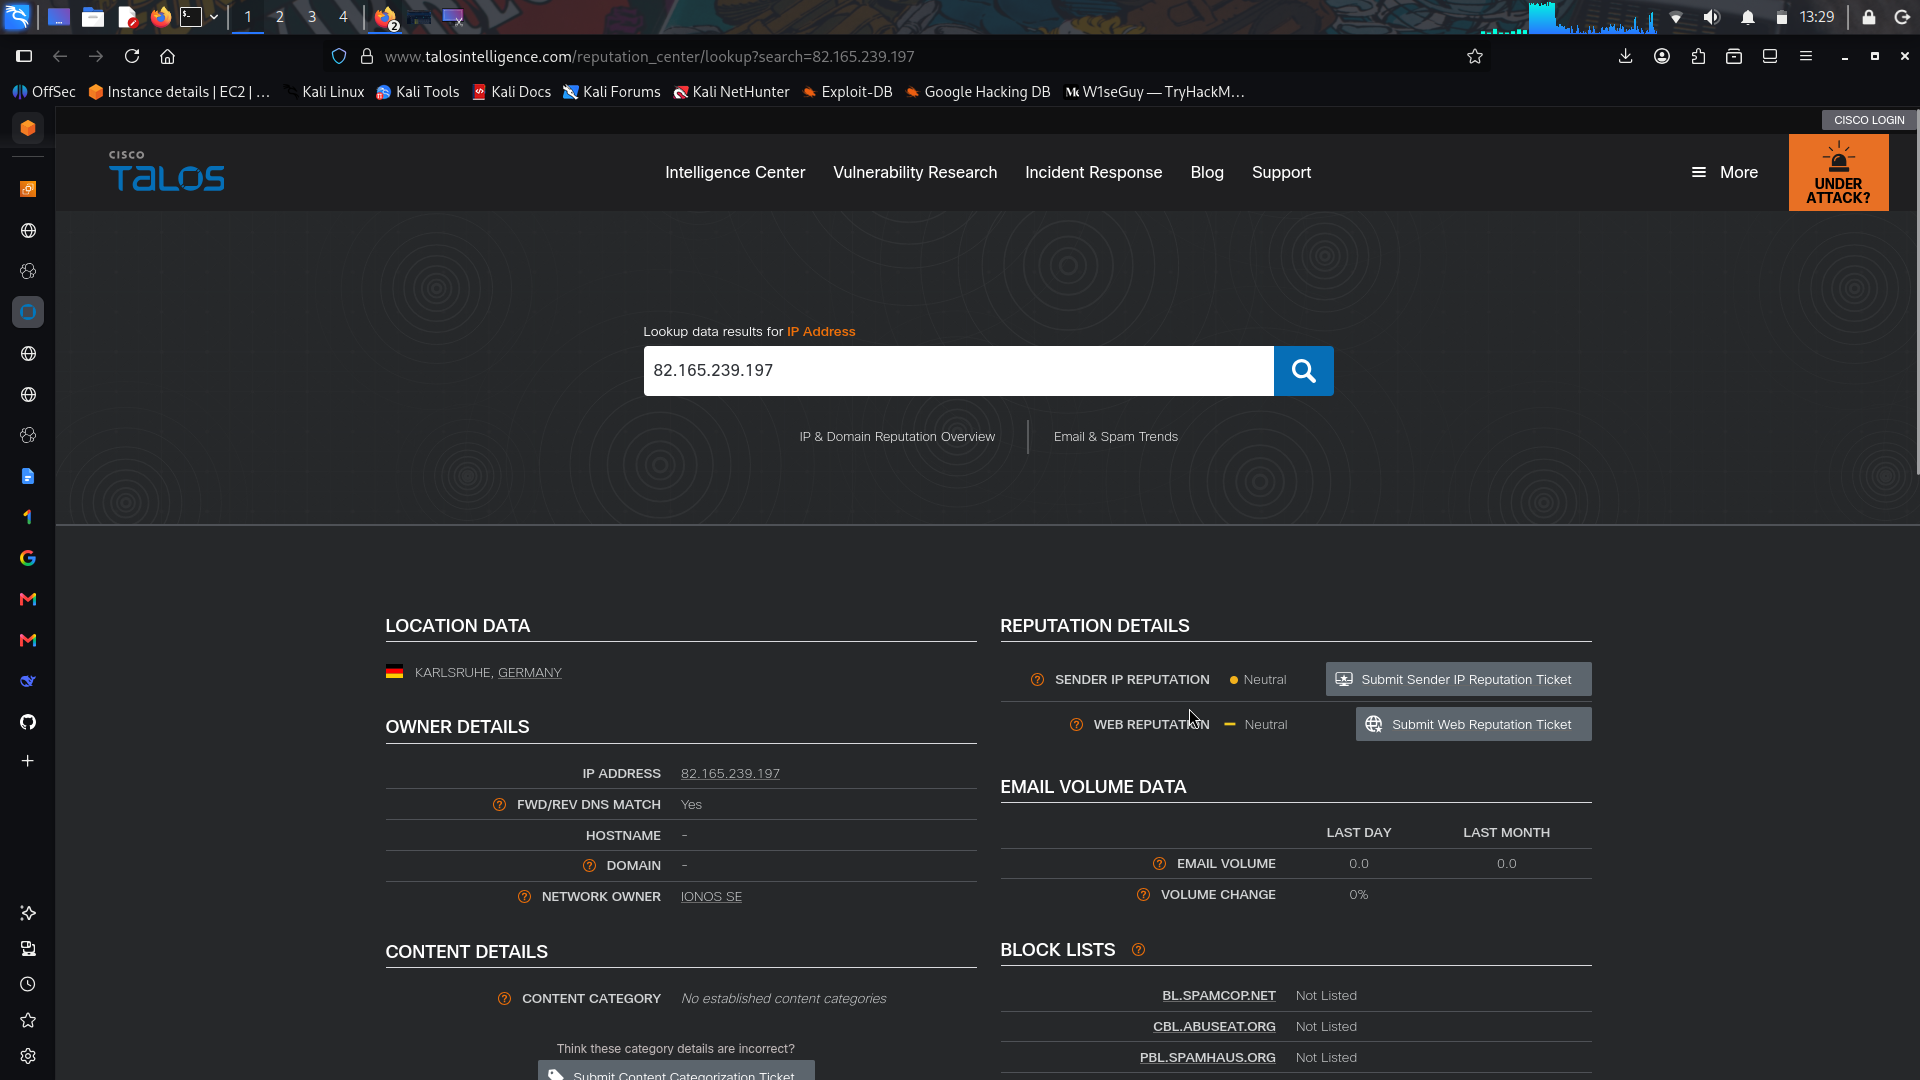 1 2 3 4 2 13:29
www.talosintelligence.com/reputation_center/lookup?search=82.165.239.197
OffSec Instance details | EC2 | … Kali Linux Kali Tools Kali Docs Kali Forums Kali NetHunter Exploit-DB Google Hacking DB W1seGuy — TryHackM…
CISCO LOGIN
CISCO
TALOS
Intelligence Center Vulnerability Research Incident Response Blog Support More
UNDER
ATTACK?
Lookup data results for IP Address
82.165.239.197
IP & Domain Reputation Overview Email & Spam Trends
LOCATION DATA
KARLSRUHE, GERMANY
OWNER DETAILS
IP ADDRESS 82.165.239.197
FWD/REV DNS MATCH Yes
HOSTNAME -
DOMAIN -
NETWORK OWNER IONOS SE
CONTENT DETAILS
CONTENT CATEGORY No established content categories
Think these category details are incorrect?
Submit Content Categorization Ticket
REPUTATION DETAILS
SENDER IP REPUTATION Neutral Submit Sender IP Reputation Ticket
WEB REPUTATION Neutral Submit Web Reputation Ticket
EMAIL VOLUME DATA
LAST DAY LAST MONTH
EMAIL VOLUME 0.0 0.0
VOLUME CHANGE 0%
BLOCK LISTS
BL.SPAMCOP.NET Not Listed
CBL.ABUSEAT.ORG Not Listed
PBL.SPAMHAUS.ORG Not Listed